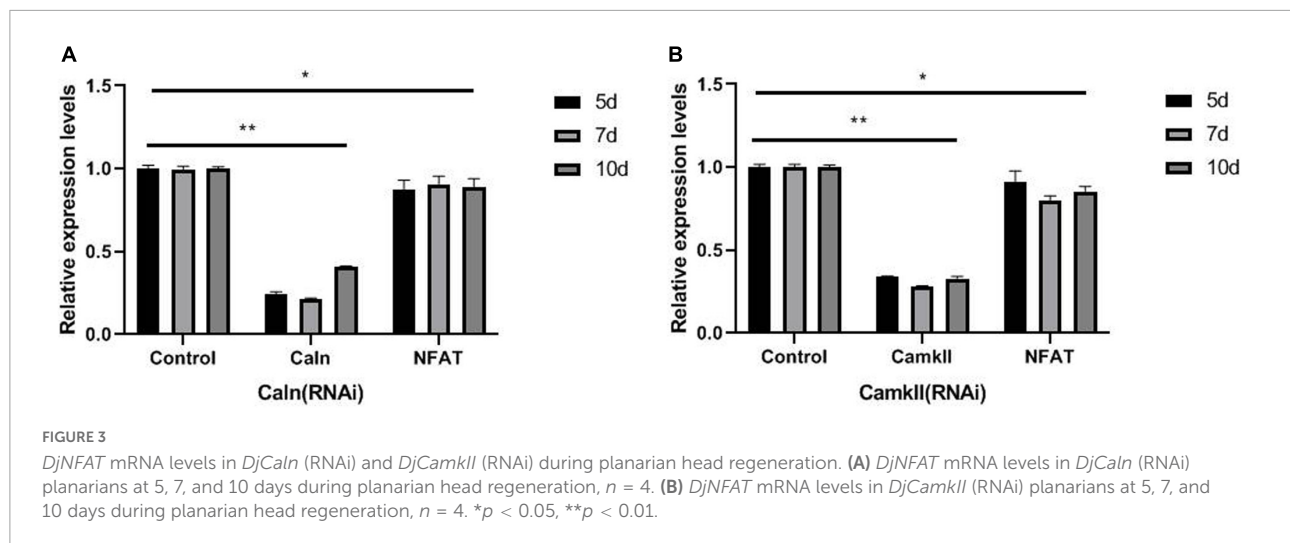 A
B
*
**
1.5
1.0
0.5
0.0
Relative expression levels
Control
Caln
NFAT
Caln(RNAi)
5d
7d
10d
*
**
1.5
1.0
0.5
0.0
Relative expression levels
Control
CamkII
NFAT
CamkII(RNAi)
5d
7d
10d
FIGURE 3
DjNFAT mRNA levels in DjCaln (RNAi) and DjCamkII (RNAi) during planarian head regeneration. (A) DjNFAT mRNA levels in DjCaln (RNAi)
planarians at 5, 7, and 10 days during planarian head regeneration, n = 4. (B) DjNFAT mRNA levels in DjCamkII (RNAi) planarians at 5, 7, and
10 days during planarian head regeneration, n = 4. *p < 0.05, **p < 0.01.